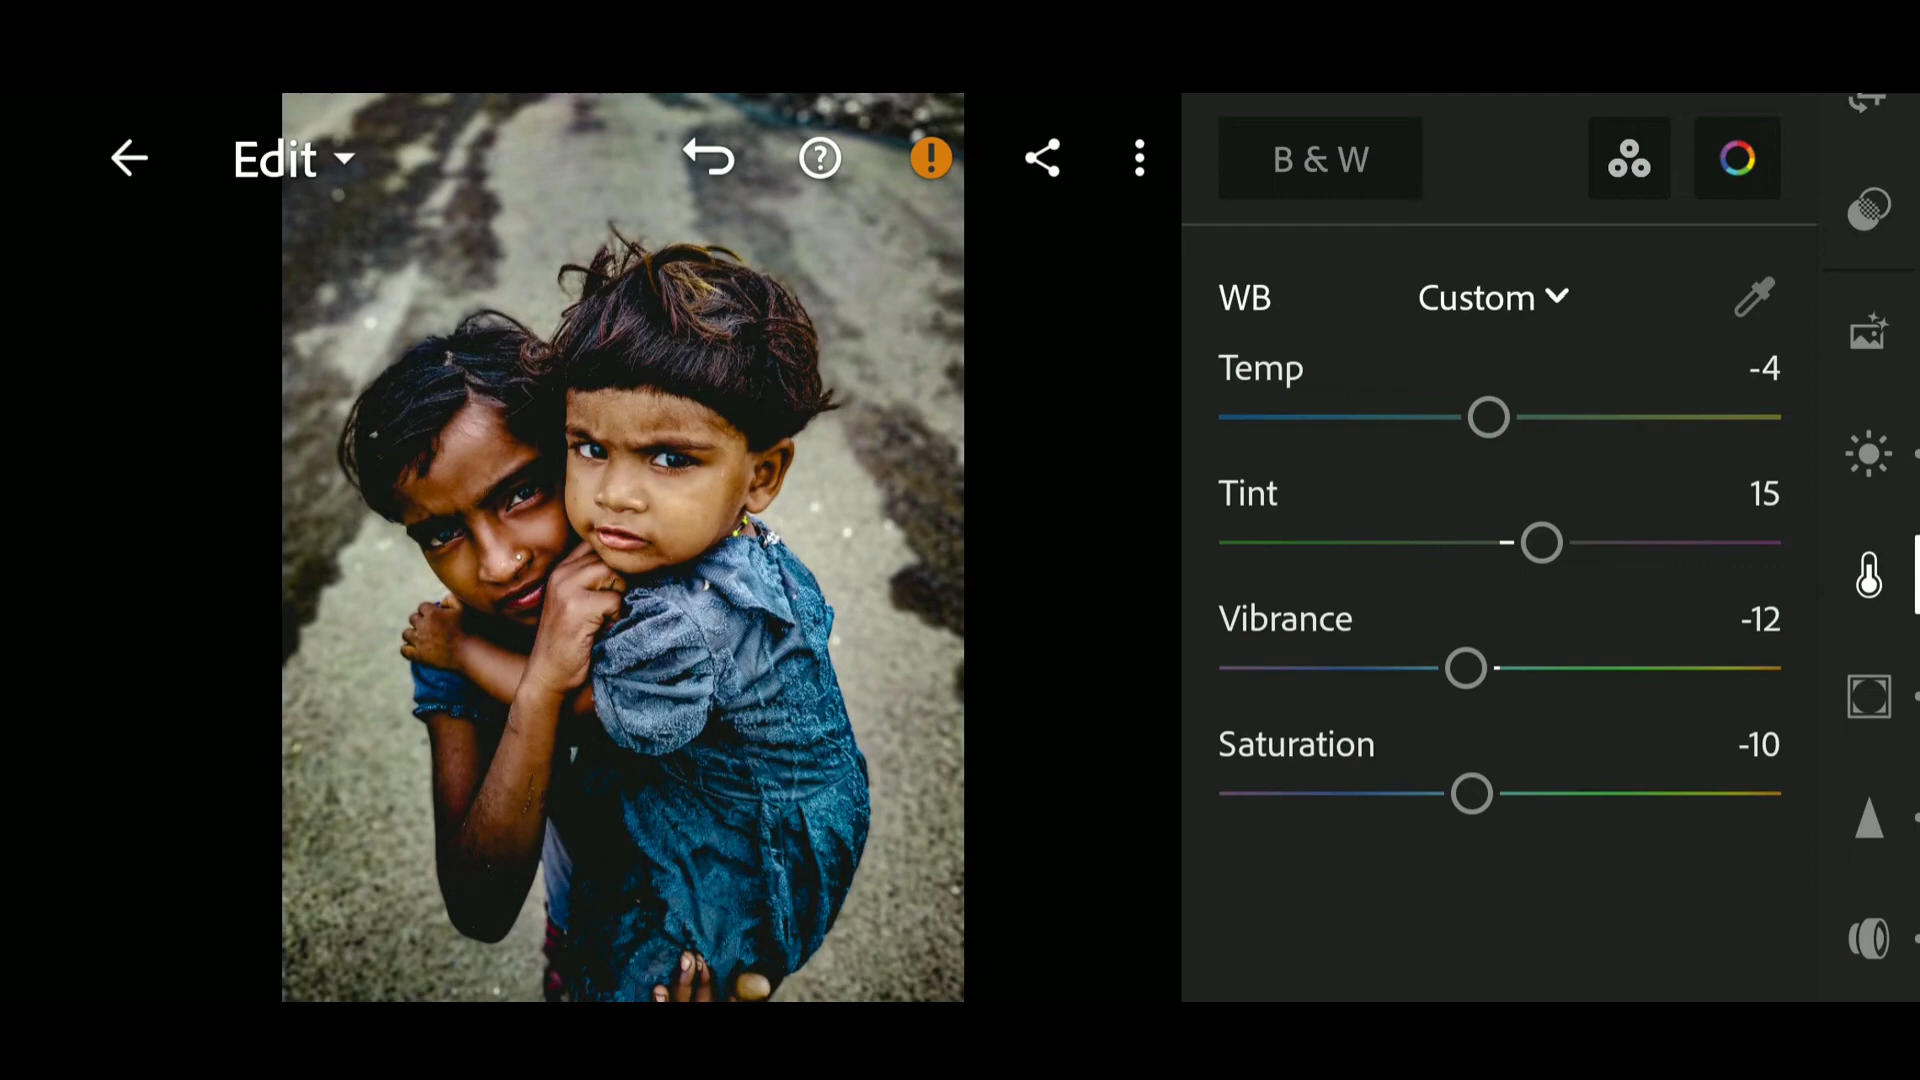 Edit
B & W
WB Custom
Temp -4
Tint 15
Vibrance -12
Saturation -10